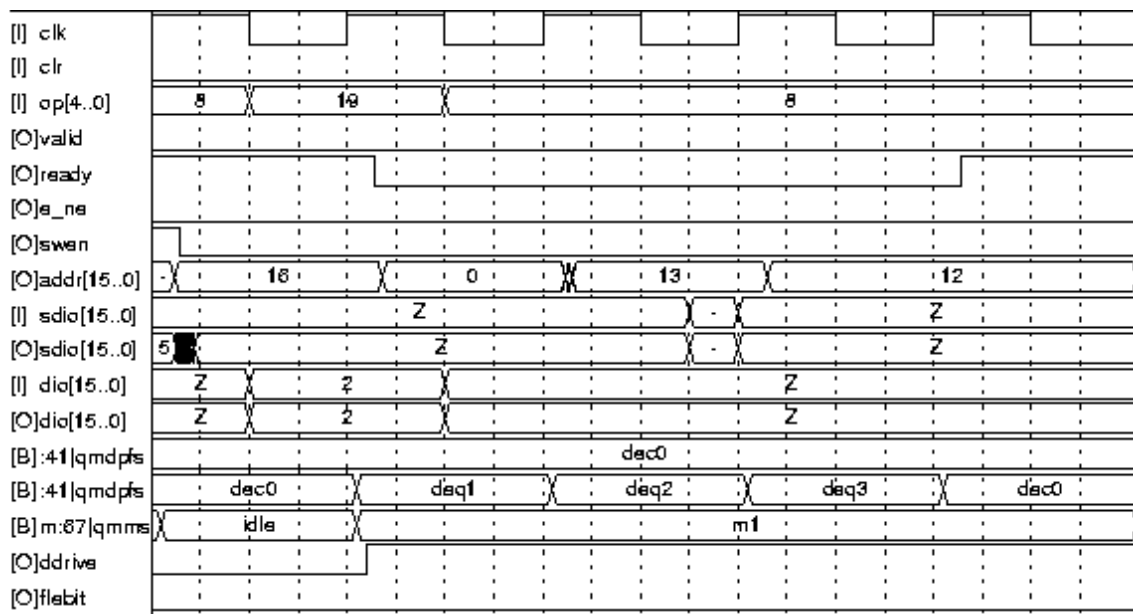 [I] clk
[I] clr
[I] op[4..0] 8 19 8
[O]valid
[O]ready
[O]e_ne
[O]swen
[O]addr[15..0] - 16 0 13 12
[I] sdio[15..0] Z - Z
[O]sdio[15..0] 5 Z - Z
[I] dio[15..0] Z 2 Z
[O]dio[15..0] Z 2 Z
[B]:41|qmdpfs dec0
[B]:41|qmdpfs dec0 deq1 deq2 deq3 dec0
[B]m:67|qmms idle m1
[O]ddrive
[O]flebit